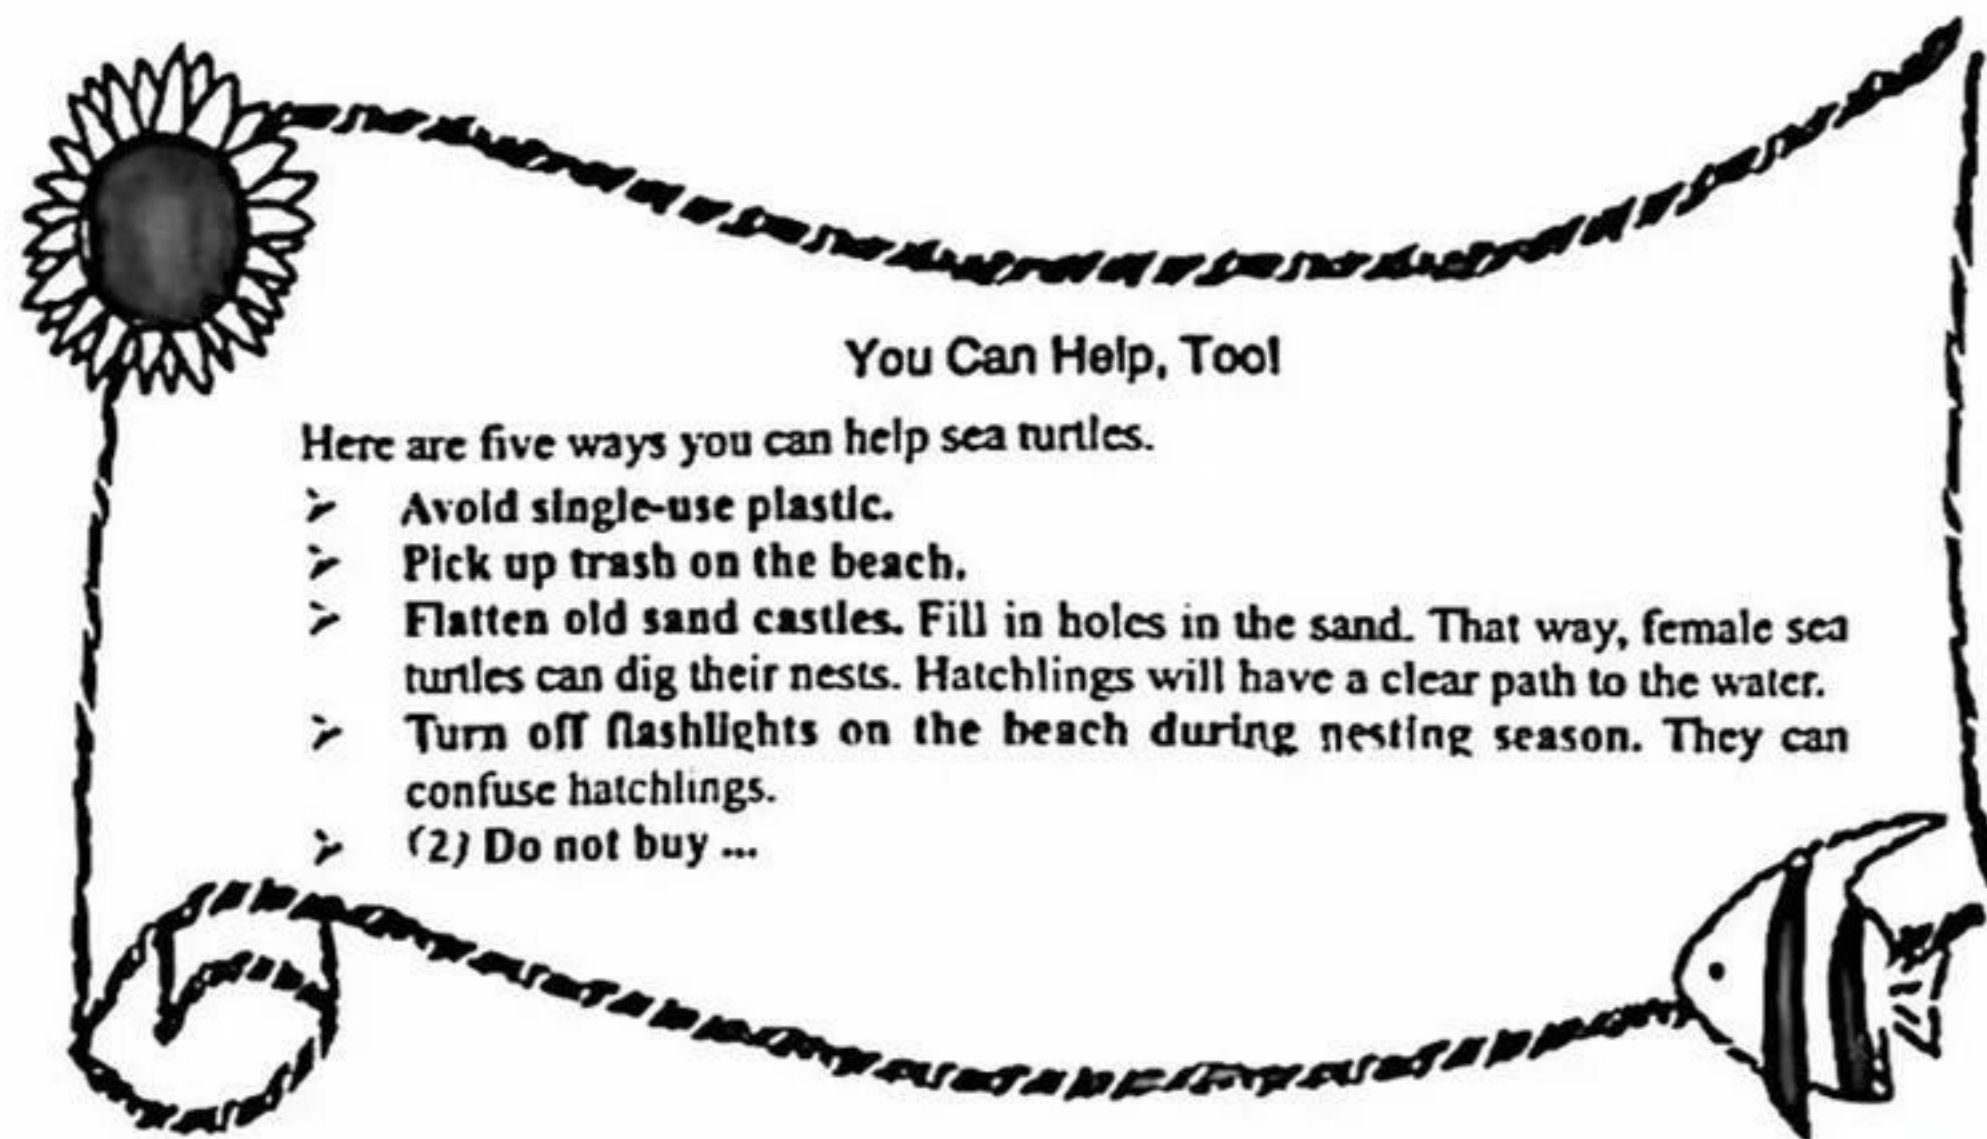 You Can Help, Too!
Here are five ways you can help sea turtles.
➢ Avoid single-use plastic.
➢ Pick up trash on the beach.
➢ Flatten old sand castles. Fill in holes in the sand. That way, female sea
turtles can dig their nests. Hatchlings will have a clear path to the water.
➢ Turn off flashlights on the beach during nesting season. They can
confuse hatchlings.
➢ (2) Do not buy ...